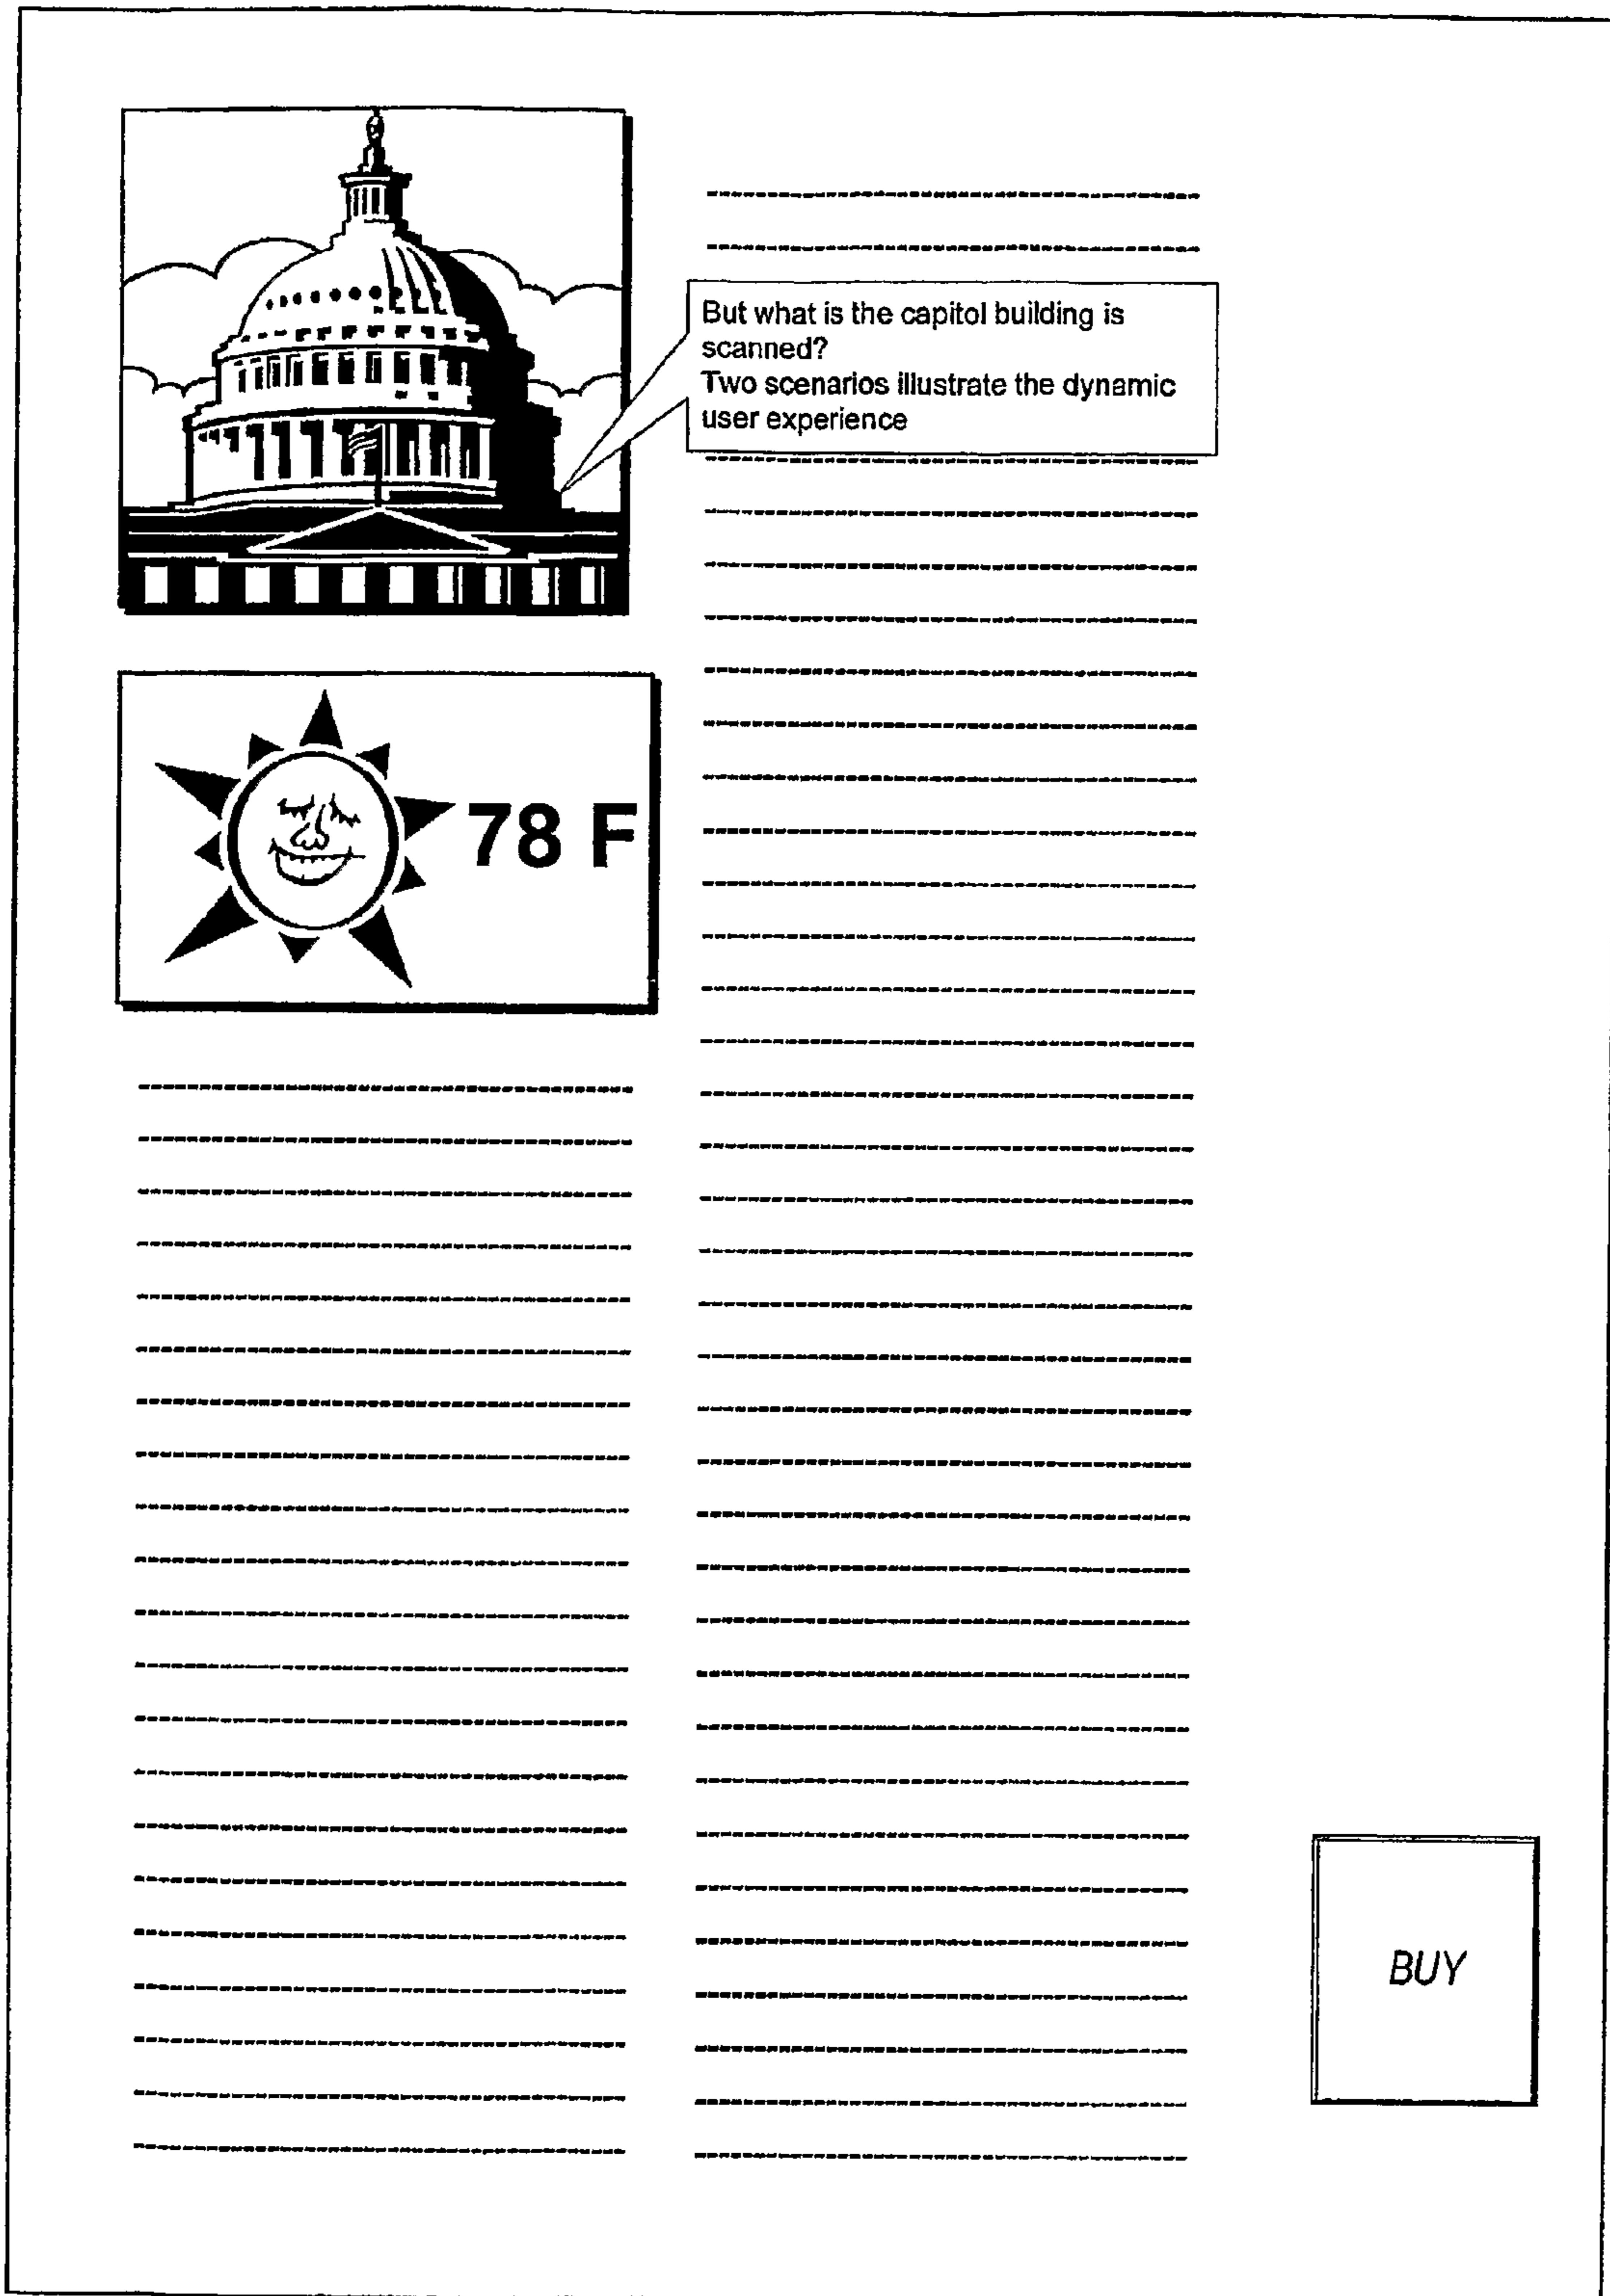 But what is the capitol building is
scanned?
Two scenarios illustrate the dynamic
user experience
78 F
BUY